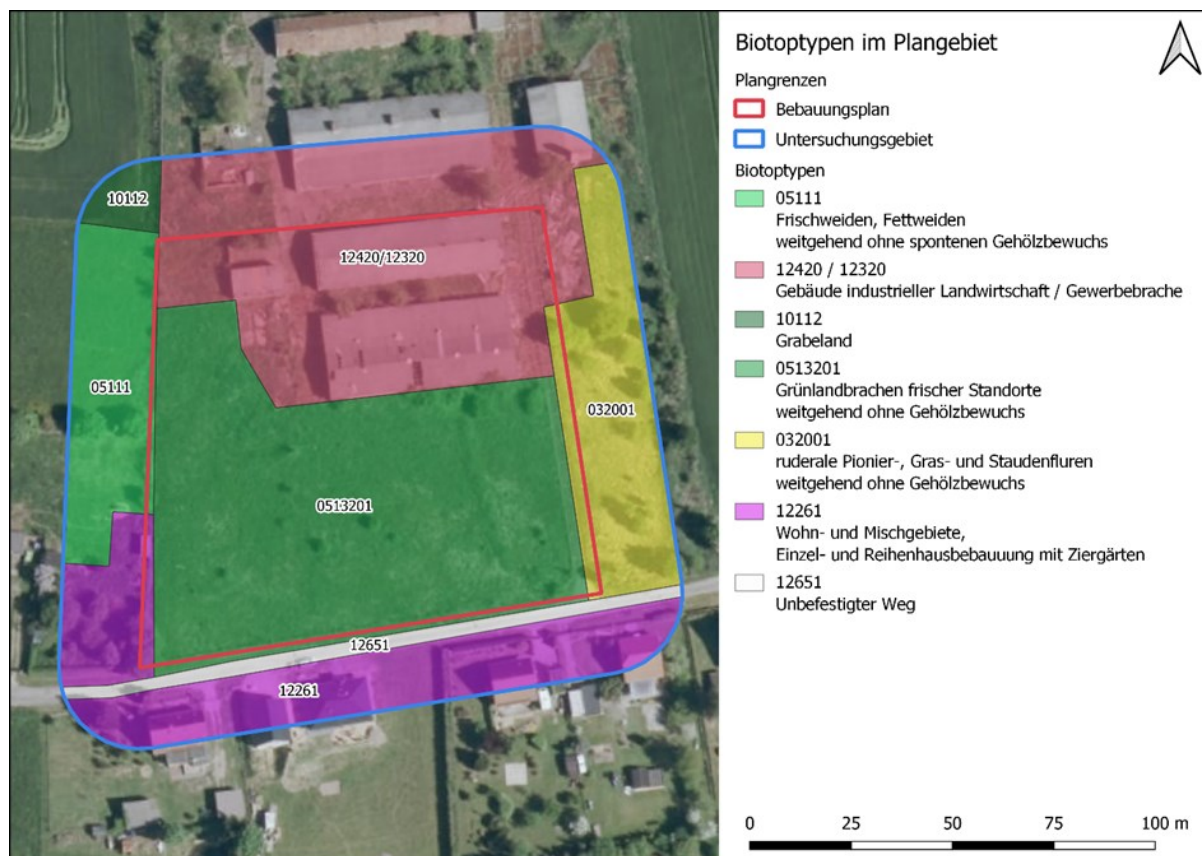 Biotoptypen im Plangebiet
Plangrenzen
Bebauungsplan
Untersuchungsgebiet
Biotoptypen
05111
Frischweiden, Fettweiden
weitgehend ohne spontenen Gehölzbewuchs
12420 / 12320
Gebäude industrieller Landwirtschaft / Gewerbebrache
10112
Grabeland
0513201
Grünlandbrachen frischer Standorte
weitgehend ohne Gehölzbewuchs
032001
ruderale Pionier-, Gras- und Staudenfluren
weitgehend ohne Gehölzbewuchs
12261
Wohn- und Mischgebiete,
Einzel- und Reihenhausbebauuung mit Ziergärten
12651
Unbefestigter Weg
0 25 50 75 100 m
10112
12420/12320
05111
032001
0513201
12651
12261